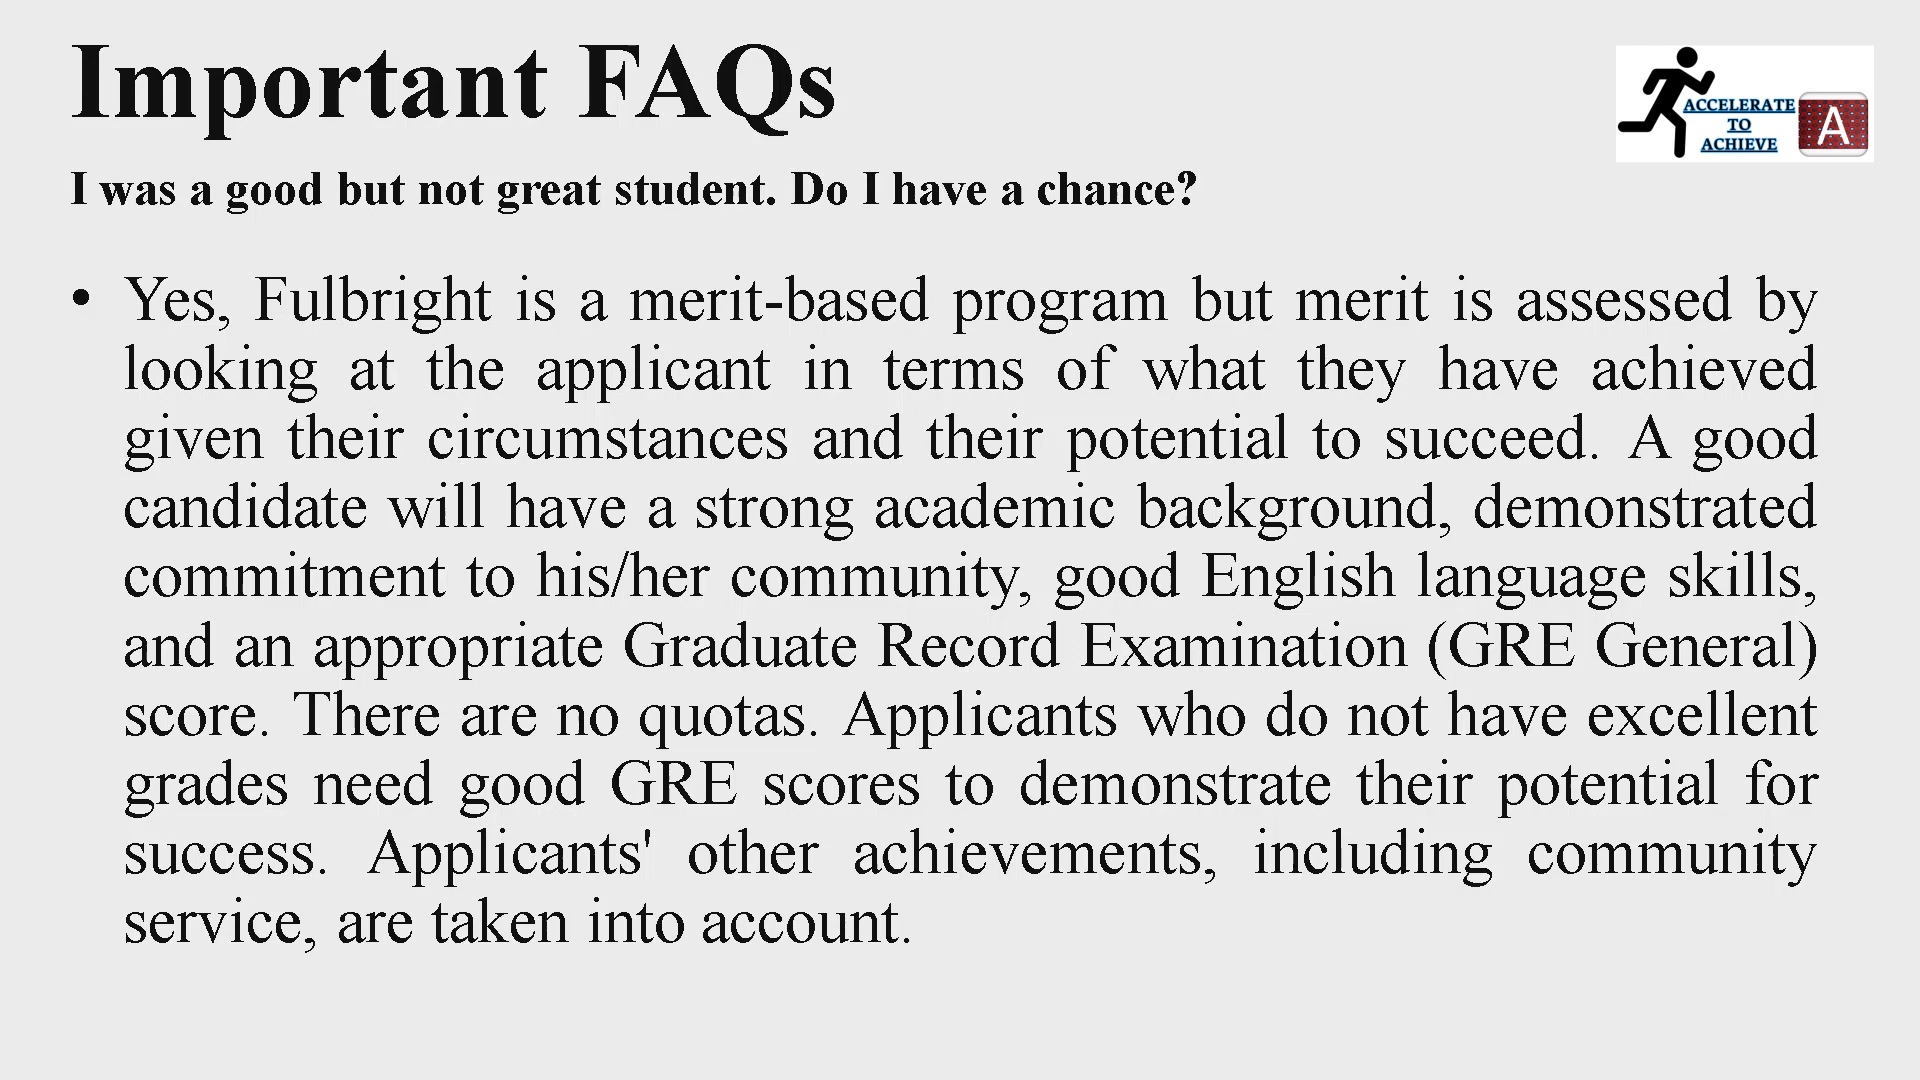 Important FAQs
ACCELERATE
TO
ACHIEVE
A
I was a good but not great student. Do I have a chance?
• Yes, Fulbright is a merit-based program but merit is assessed by
looking at the applicant in terms of what they have achieved
given their circumstances and their potential to succeed. A good
candidate will have a strong academic background, demonstrated
commitment to his/her community, good English language skills,
and an appropriate Graduate Record Examination (GRE General)
score. There are no quotas. Applicants who do not have excellent
grades need good GRE scores to demonstrate their potential for
success. Applicants' other achievements, including community
service, are taken into account.